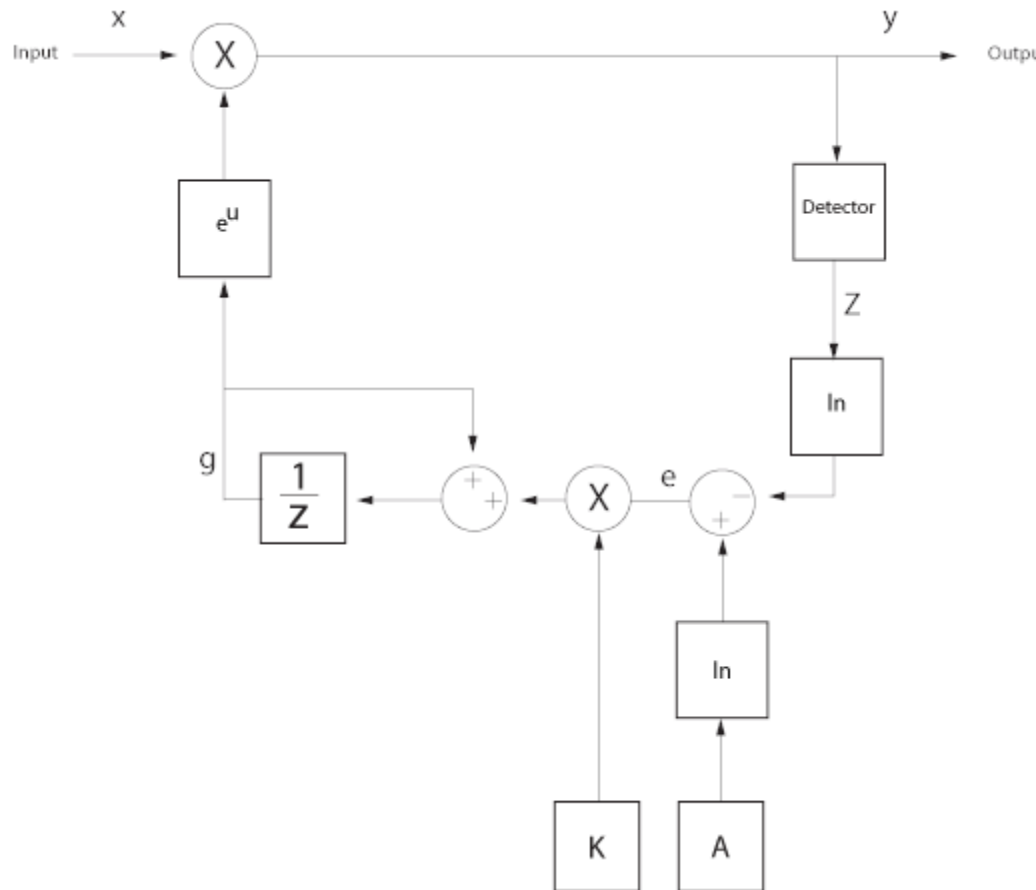 x
y
Input
X
Outpu
e^u
Detector
Z
ln
g
1
Z
+
+
X
e
−
+
ln
K
A